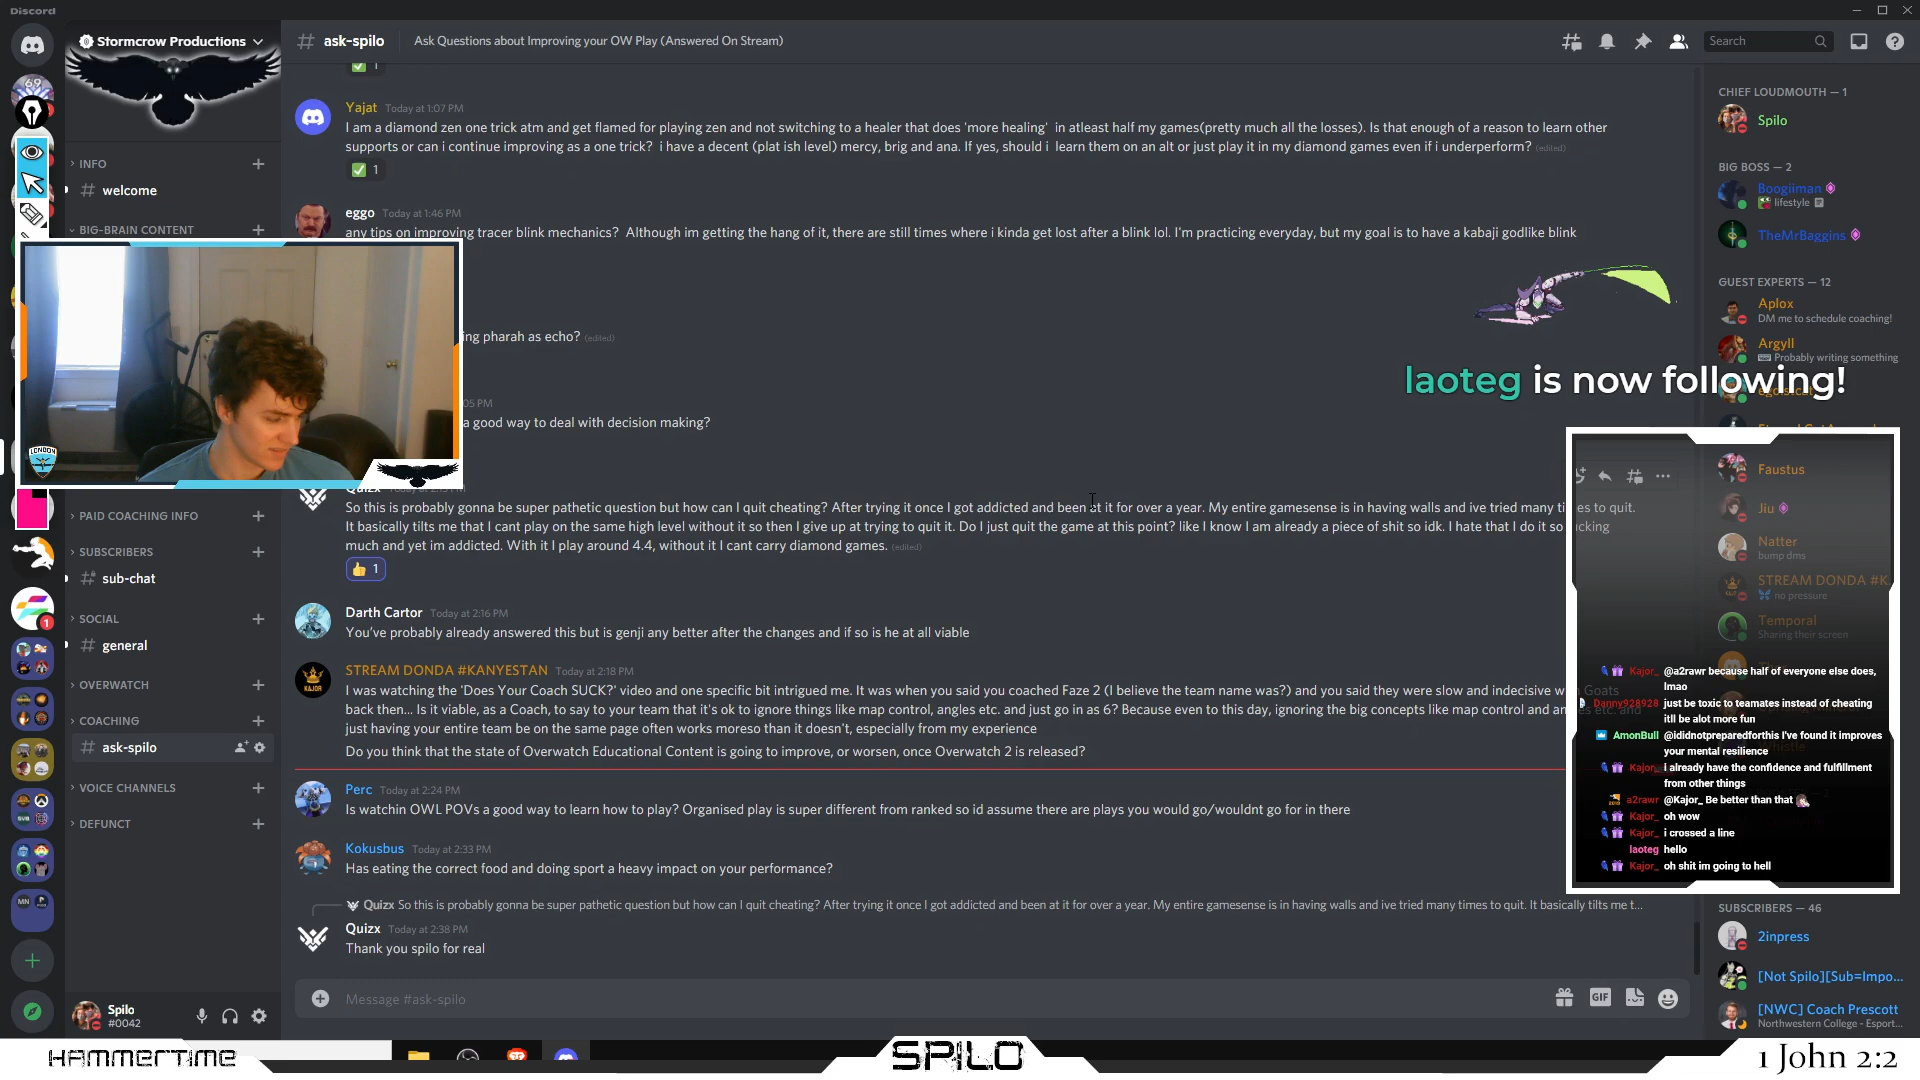 Discord
Stormcrow Productions
ask-spilo
Ask Questions about Improving your OW Play (Answered On Stream)
Search
1
Yajat Today at 1:07 PM
I am a diamond zen one trick atm and get flamed for playing zen and not switching to a healer that does 'more healing' in atleast half my games(pretty much all the losses). Is that enough of a reason to learn other
supports or can i continue improving as a one trick? i have a decent (plat ish level) mercy, brig and ana. If yes, should i learn them on an alt or just play it in my diamond games even if i underperform? (edited)
1
eggo Today at 1:46 PM
any tips on improving tracer blink mechanics? Although im getting the hang of it, there are still times where i kinda get lost after a blink lol. I'm practicing everyday, but my goal is to have a kabaji godlike blink
ing pharah as echo? (edited)
05 PM
a good way to deal with decision making?
Quizx
So this is probably gonna be super pathetic question but how can I quit cheating? After trying it once I got addicted and been at it for over a year. My entire gamesense is in having walls and ive tried many ti es to quit.
It basically tilts me that I cant play on the same high level without it so then I give up at trying to quit it. Do I just quit the game at this point? like I know I am already a piece of shit so idk. I hate that I do it so cking
much and yet im addicted. With it I play around 4.4, without it I cant carry diamond games. (edited)
1
Darth Cartor Today at 2:16 PM
You've probably already answered this but is genji any better after the changes and if so is he at all viable
STREAM DONDA #KANYESTAN Today at 2:18 PM
I was watching the 'Does Your Coach SUCK?' video and one specific bit intrigued me. It was when you said you coached Faze 2 (I believe the team name was?) and you said they were slow and indecisive w Goats
back then... Is it viable, as a Coach, to say to your team that it's ok to ignore things like map control, angles etc. and just go in as 6? Because even to this day, ignoring the big concepts like map control and an es etc. and
just having your entire team be on the same page often works moreso than it doesn't, especially from my experience
Do you think that the state of Overwatch Educational Content is going to improve, or worsen, once Overwatch 2 is released?
Perc Today at 2:24 PM
Is watchin OWL POVs a good way to learn how to play? Organised play is super different from ranked so id assume there are plays you would go/wouldnt go for in there
Kokusbus Today at 2:33 PM
Has eating the correct food and doing sport a heavy impact on your performance?
Quizx So this is probably gonna be super pathetic question but how can I quit cheating? After trying it once I got addicted and been at it for over a year. My entire gamesense is in having walls and ive tried many times to quit. It basically tilts me t...
Quizx Today at 2:38 PM
Thank you spilo for real
Message #ask-spilo
GIF
INFO
welcome
BIG-BRAIN CONTENT
LONDON
PAID COACHING INFO
SUBSCRIBERS
sub-chat
SOCIAL
general
OVERWATCH
COACHING
ask-spilo
VOICE CHANNELS
DEFUNCT
Spilo
#0042
CHIEF LOUDMOUTH — 1
Spilo
BIG BOSS — 2
Boogiiman
lifestyle
TheMrBaggins
GUEST EXPERTS — 12
Aplox
DM me to schedule coaching!
Argyll
Probably writing something
laoteg is now following!
Faustus
Jiu
Natter
bump dms
STREAM DONDA #K
no pressure
Temporal
Sharing their screen
Kajor_ @a2rawr because half of everyone else does,
lmao
Danny928928 just be toxic to teamates instead of cheating
itll be alot more fun
AmonBull @ididnotpreparedforthis I've found it improves
your mental resilience
Kajor_ i already have the confidence and fulfillment
from other things
a2rawr @Kajor_ Be better than that
Kajor_ oh wow
Kajor_ i crossed a line
laoteg hello
Kajor_ oh shit im going to hell
SUBSCRIBERS — 46
2inpress
[Not Spilo][Sub=Impo...
[NWC] Coach Prescott
Northwestern College - Esport...
HAMMERTIME
SPILO
1 John 2:2